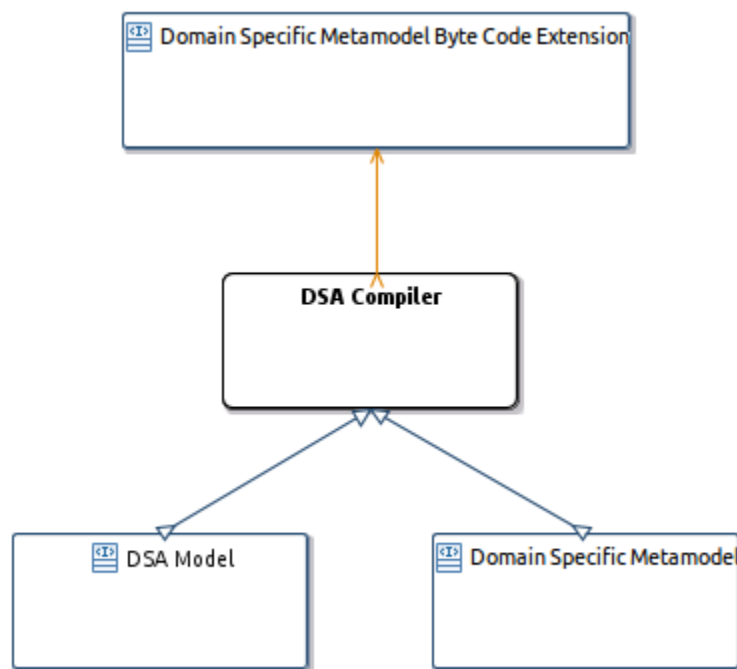 Domain Specific Metamodel Byte Code Extension
DSA Compiler
DSA Model
Domain Specific Metamodel